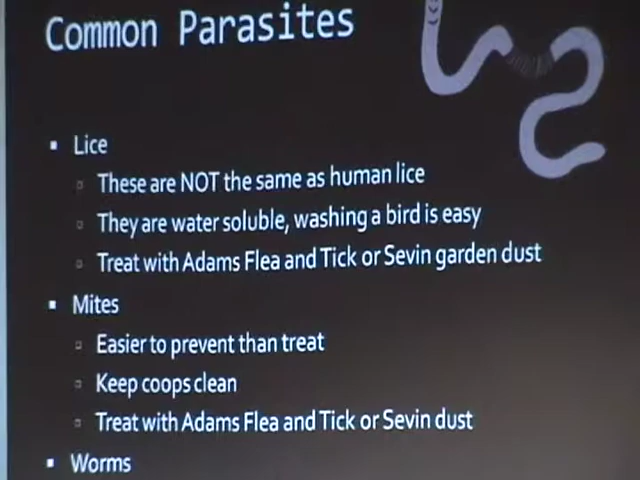 Common Parasites
▪ Lice
▫ These are NOT the same as human lice
▫ They are water soluble, washing a bird is easy
▫ Treat with Adams Flea and Tick or Sevin garden dust
▪ Mites
▫ Easier to prevent than treat
▫ Keep coops clean
▫ Treat with Adams Flea and Tick or Sevin dust
▪ Worms